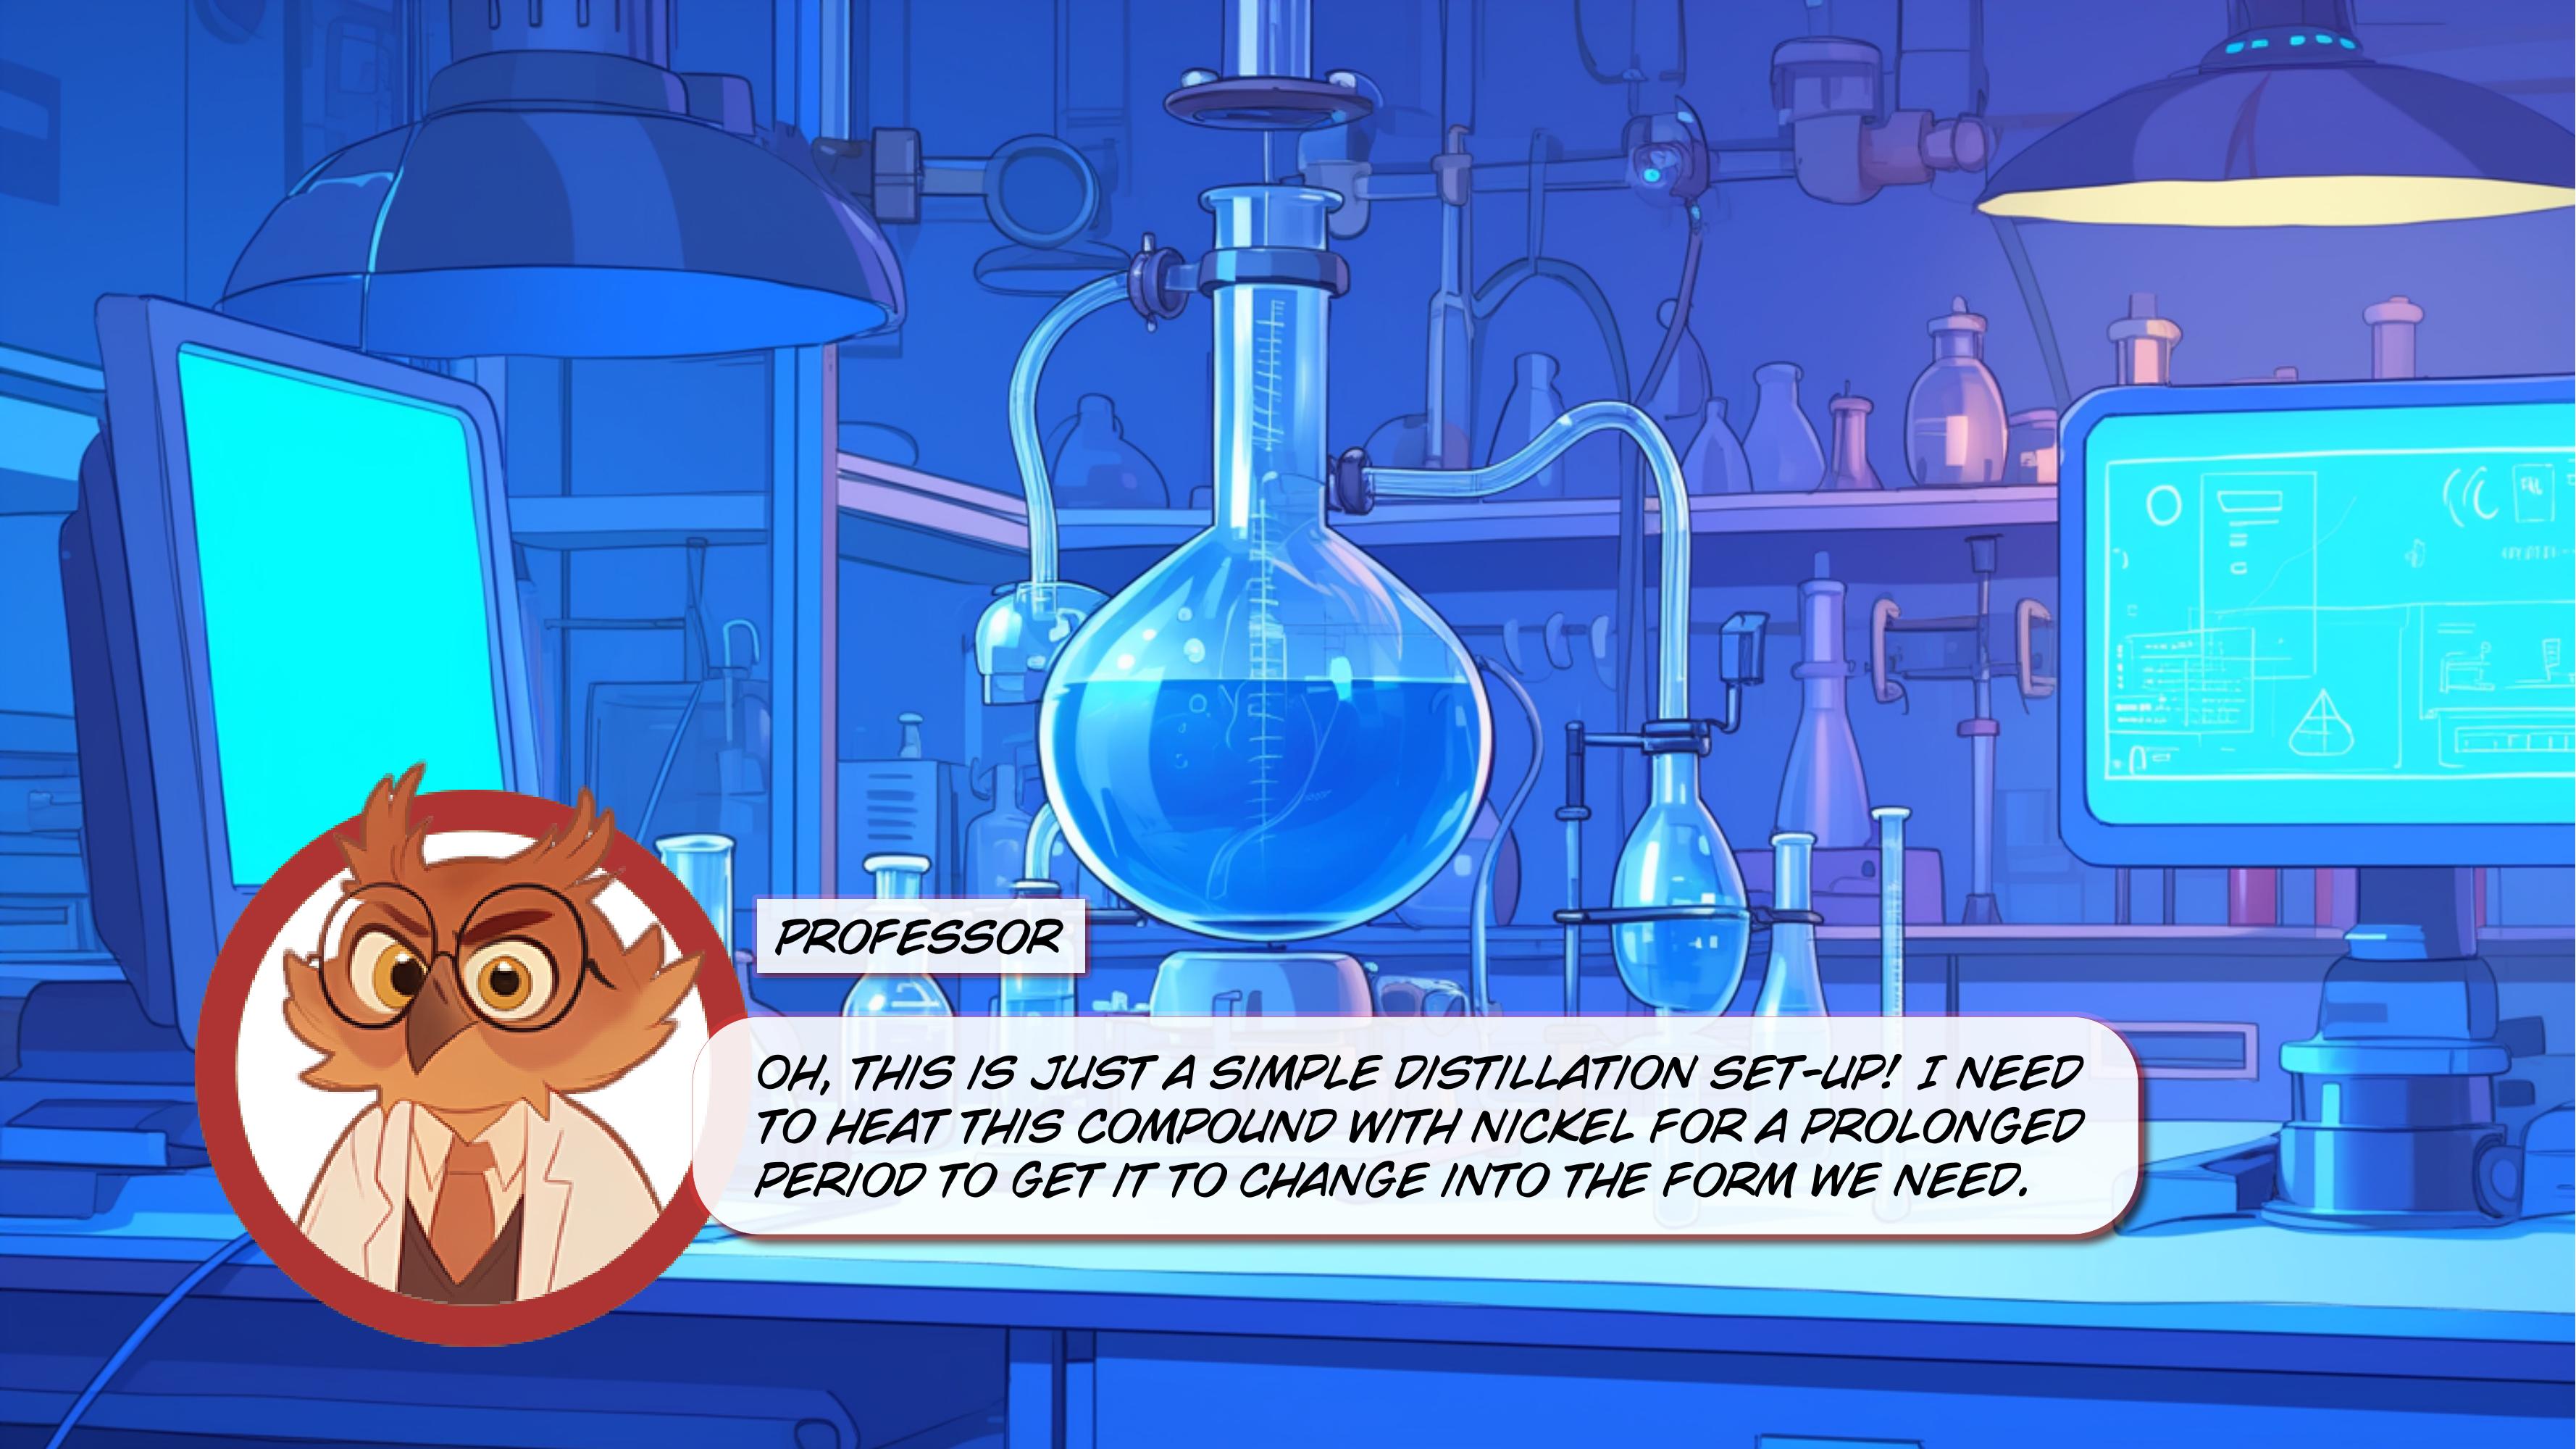 PROFESSOR
OH, THIS IS JUST A SIMPLE DISTILLATION SET-UP! I NEED
TO HEAT THIS COMPOUND WITH NICKEL FOR A PROLONGED
PERIOD TO GET IT TO CHANGE INTO THE FORM WE NEED.